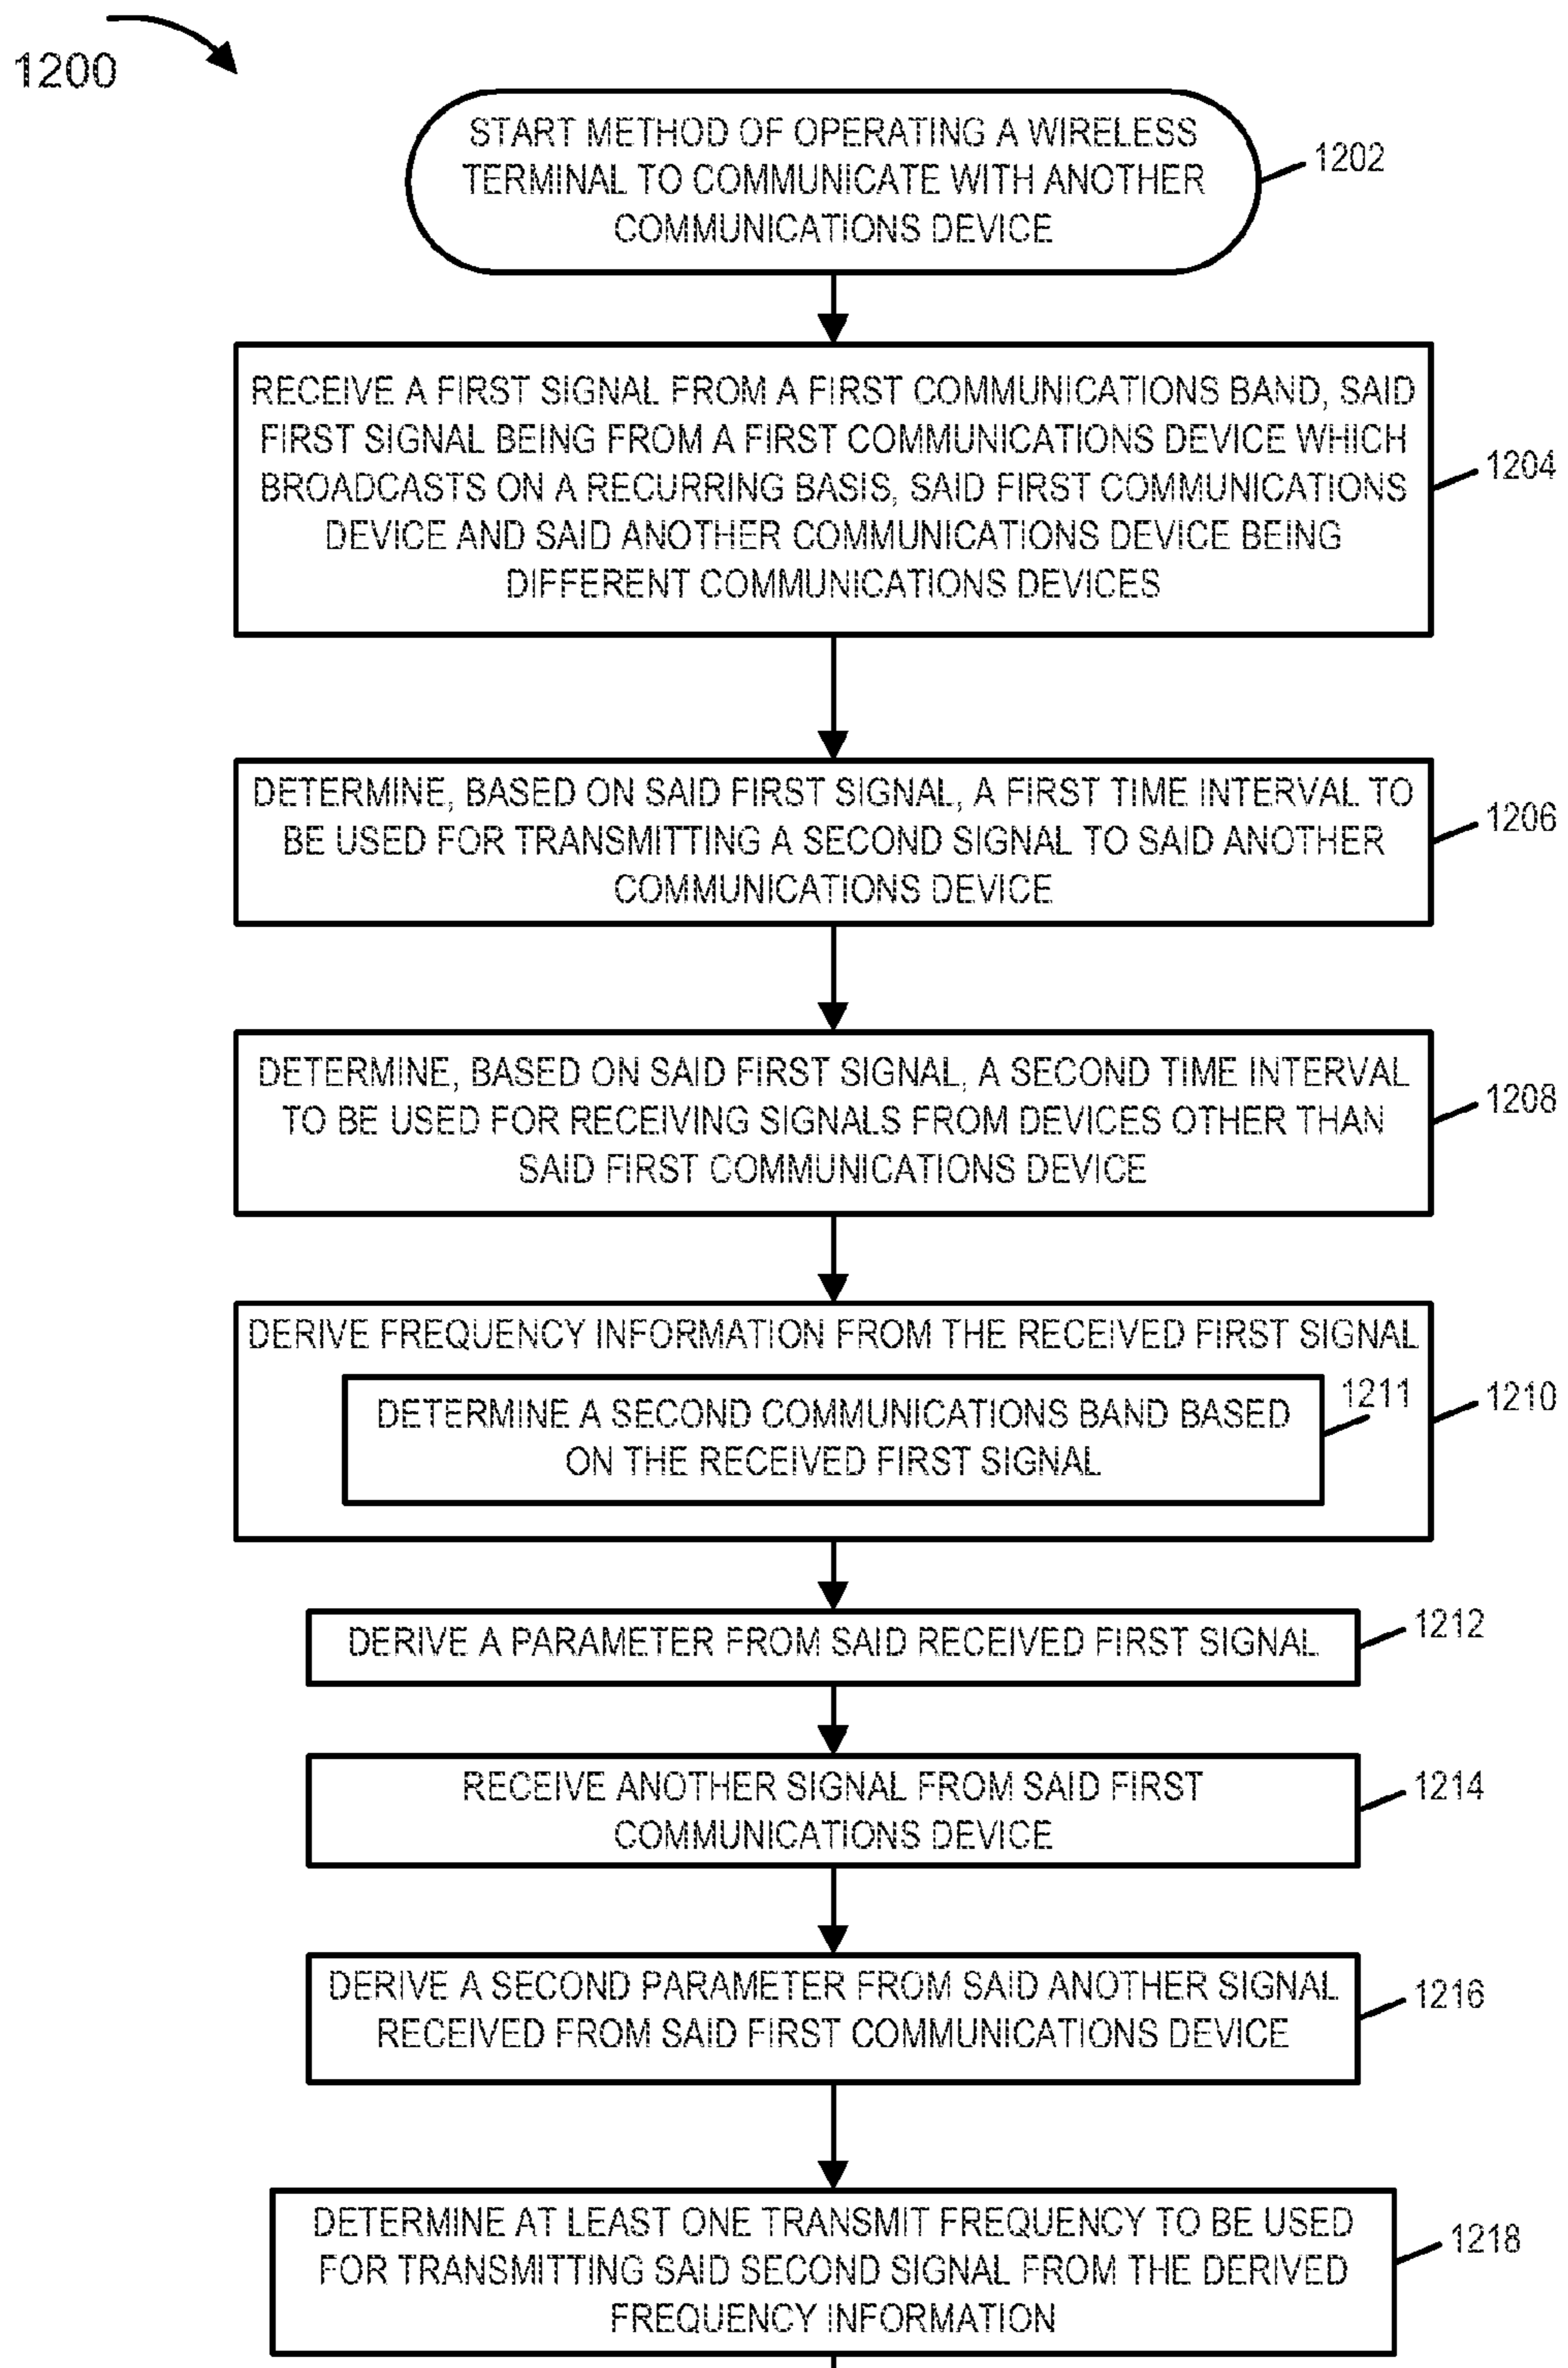 1200
START METHOD OF OPERATING A WIRELESS
TERMINAL TO COMMUNICATE WITH ANOTHER
COMMUNICATIONS DEVICE
1202
RECEIVE A FIRST SIGNAL FROM A FIRST COMMUNICATIONS BAND, SAID
FIRST SIGNAL BEING FROM A FIRST COMMUNICATIONS DEVICE WHICH
BROADCASTS ON A RECURRING BASIS, SAID FIRST COMMUNICATIONS
DEVICE AND SAID ANOTHER COMMUNICATIONS DEVICE BEING
DIFFERENT COMMUNICATIONS DEVICES
1204
DETERMINE, BASED ON SAID FIRST SIGNAL, A FIRST TIME INTERVAL TO
BE USED FOR TRANSMITTING A SECOND SIGNAL TO SAID ANOTHER
COMMUNICATIONS DEVICE
1206
DETERMINE, BASED ON SAID FIRST SIGNAL, A SECOND TIME INTERVAL
TO BE USED FOR RECEIVING SIGNALS FROM DEVICES OTHER THAN
SAID FIRST COMMUNICATIONS DEVICE
1208
DERIVE FREQUENCY INFORMATION FROM THE RECEIVED FIRST SIGNAL
1210
DETERMINE A SECOND COMMUNICATIONS BAND BASED
ON THE RECEIVED FIRST SIGNAL
1211
DERIVE A PARAMETER FROM SAID RECEIVED FIRST SIGNAL
1212
RECEIVE ANOTHER SIGNAL FROM SAID FIRST
COMMUNICATIONS DEVICE
1214
DERIVE A SECOND PARAMETER FROM SAID ANOTHER SIGNAL
RECEIVED FROM SAID FIRST COMMUNICATIONS DEVICE
1216
DETERMINE AT LEAST ONE TRANSMIT FREQUENCY TO BE USED
FOR TRANSMITTING SAID SECOND SIGNAL FROM THE DERIVED
FREQUENCY INFORMATION
1218